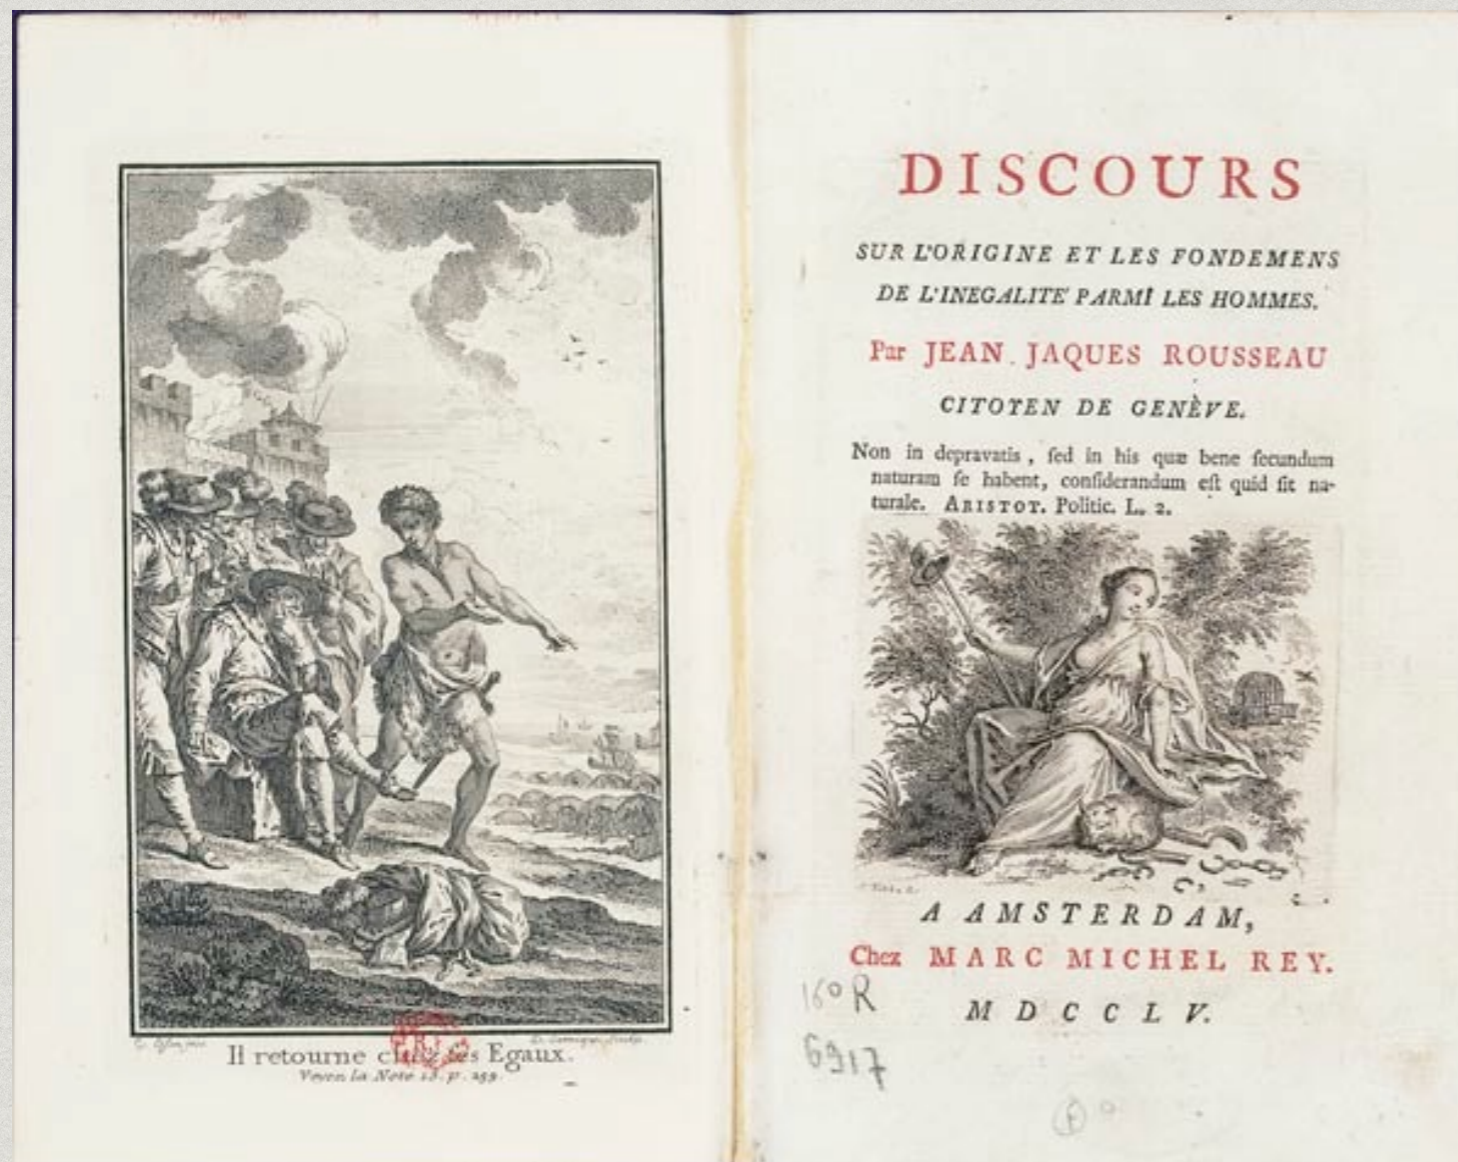 Il retourne chez ses Egaux.
Voyez la Note 13. p. 259.
DISCOURS
SUR L'ORIGINE ET LES FONDEMENS
DE L'INEGALITE' PARMI LES HOMMES.
Par JEAN JAQUES ROUSSEAU
CITOYEN DE GENÈVE.
Non in depravatis, sed in his quæ bene secundum
naturam se habent, considerandum est quid sit na-
turale. ARISTOT. Politic. L. 2.
A AMSTERDAM,
Chez MARC MICHEL REY.
MDCCLV.
160 R
6917